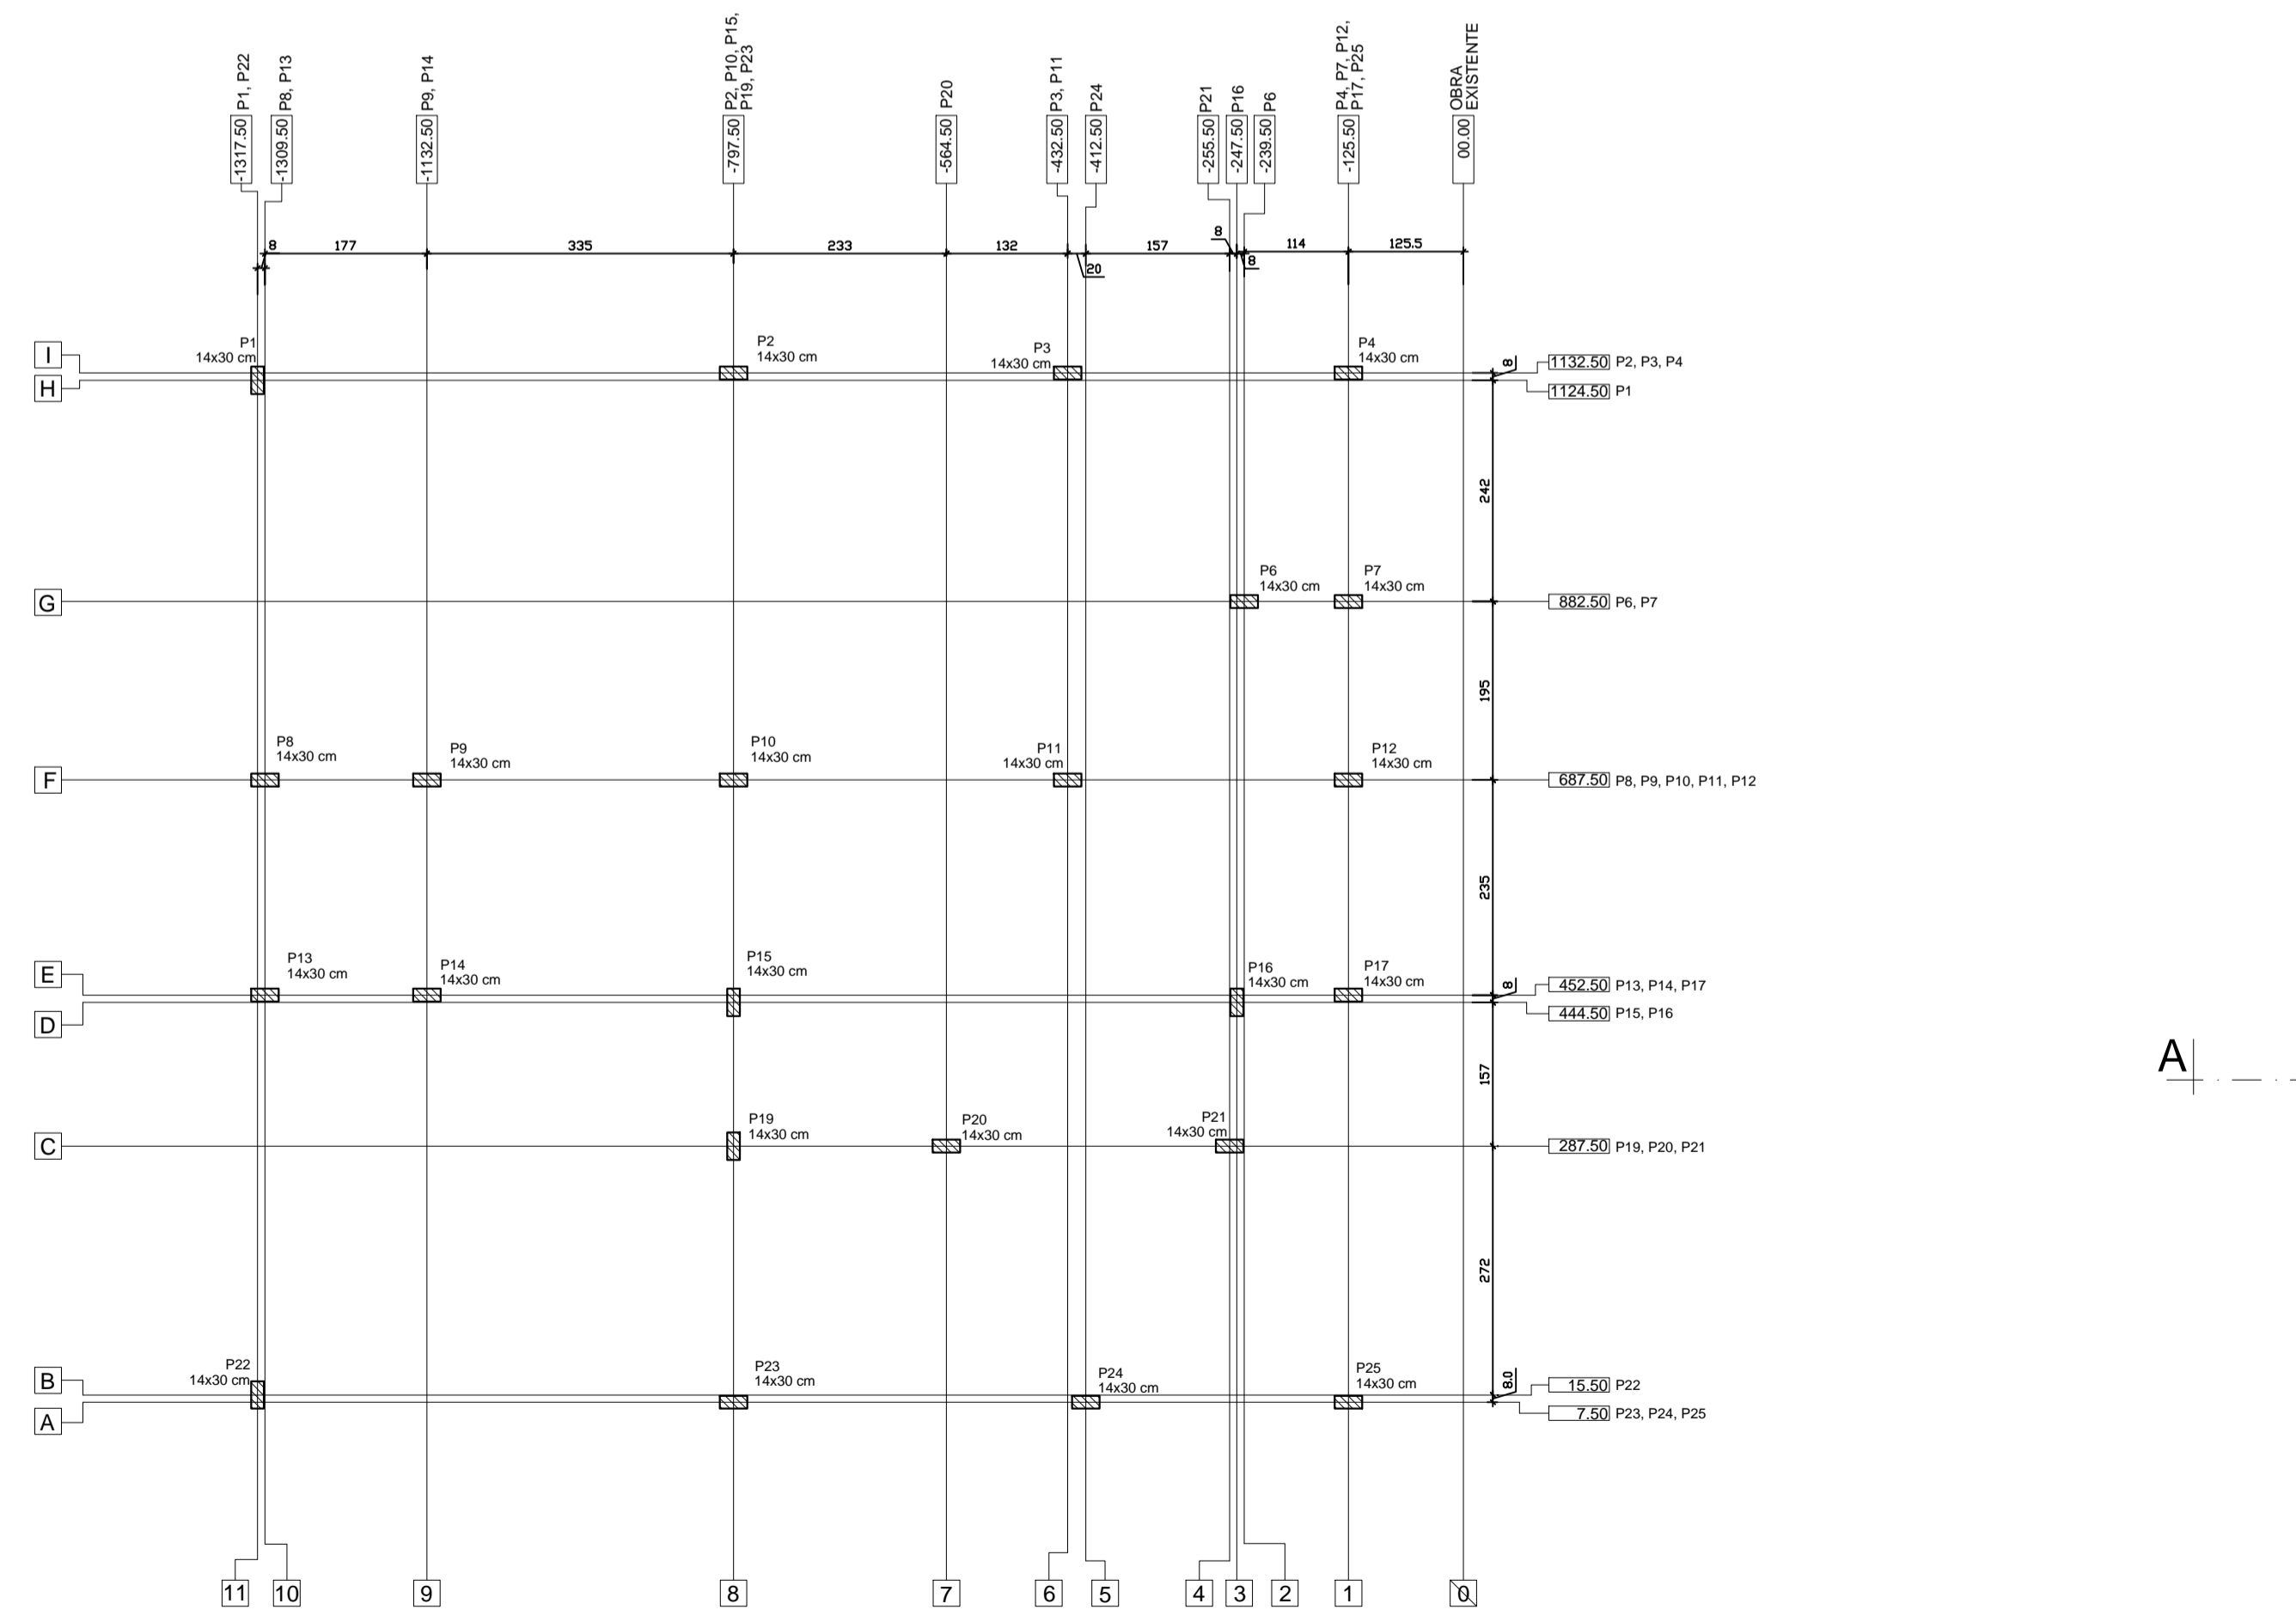 -1317.50 P1, P22
-1309.50 P8, P13
-1132.50 P9, P14
-797.50 P2, P10, P15,
P19, P23
-564.50 P20
-432.50 P3, P11
-412.50 P24
-255.50 P21
-247.50 P16
-239.50 P6
-125.50 P4, P7, P12,
P17, P25
00.00 OBRA
EXISTENTE
8 177 335 233 132 20 157 8 8 114 125.5
I
H
P1
14x30 cm
P2
14x30 cm
P3
14x30 cm
P4
14x30 cm
8
1132.50 P2, P3, P4
1124.50 P1
242
G
P6
14x30 cm
P7
14x30 cm
882.50 P6, P7
195
F
P8
14x30 cm
P9
14x30 cm
P10
14x30 cm
P11
14x30 cm
P12
14x30 cm
687.50 P8, P9, P10, P11, P12
235
E
D
P13
14x30 cm
P14
14x30 cm
P15
14x30 cm
P16
14x30 cm
P17
14x30 cm
8
452.50 P13, P14, P17
444.50 P15, P16
157
A
C
P19
14x30 cm
P20
14x30 cm
P21
14x30 cm
287.50 P19, P20, P21
272
B
A
P22
14x30 cm
P23
14x30 cm
P24
14x30 cm
P25
14x30 cm
8.0
15.50 P22
7.50 P23, P24, P25
11 10 9 8 7 6 5 4 3 2 1 0